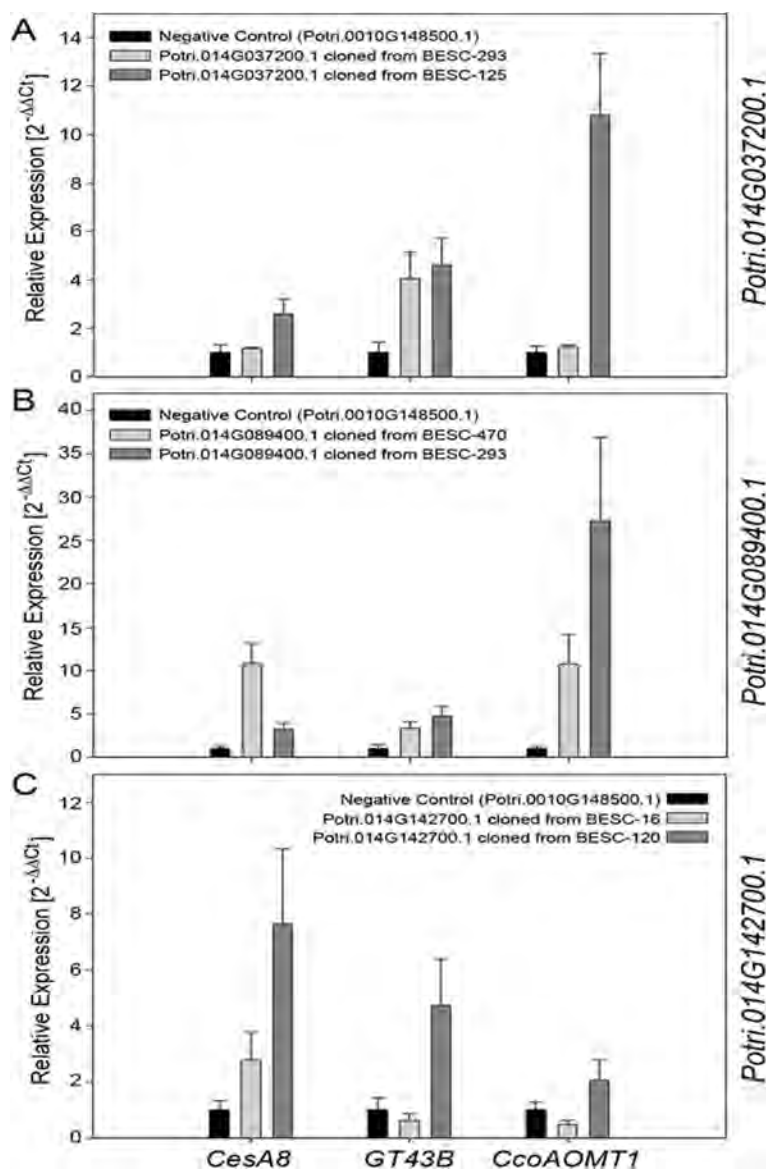 A
14
12
10
8
6
4
2
0
Relative Expression [2^-ΔΔCt]
Negative Control (Potri.0010G148500.1)
Potri.014G037200.1 cloned from BESC-293
Potri.014G037200.1 cloned from BESC-125
Potri.014G037200.1
B
40
35
30
25
20
15
10
5
0
Relative Expression [2^-ΔΔCt]
Negative Control (Potri.0010G148500.1)
Potri.014G089400.1 cloned from BESC-470
Potri.014G089400.1 cloned from BESC-293
Potri.014G089400.1
C
12
10
8
6
4
2
0
Relative Expression [2^-ΔΔCt]
Negative Control (Potri.0010G148500.1)
Potri.014G142700.1 cloned from BESC-16
Potri.014G142700.1 cloned from BESC-120
Potri.014G142700.1
CesA8 GT43B CcoAOMT1